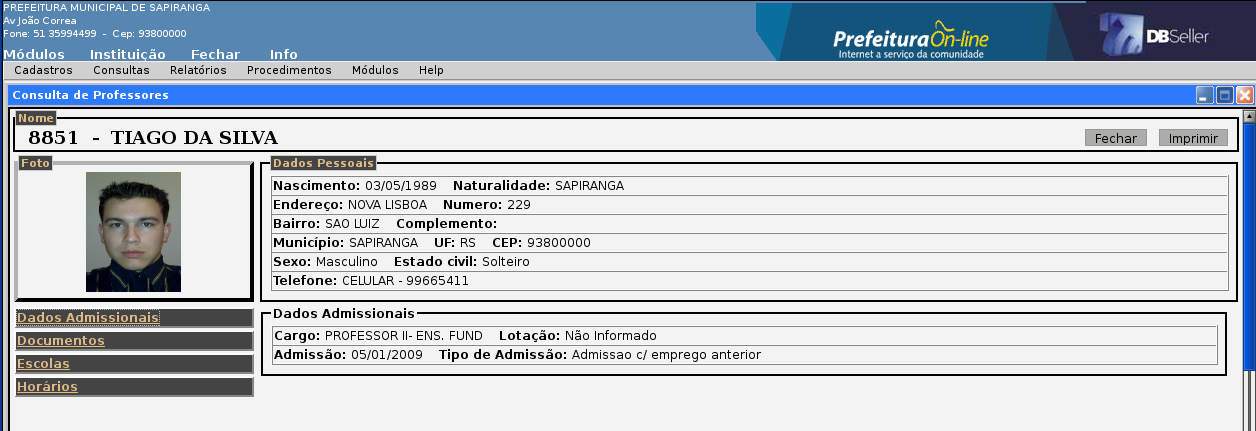 PREFEITURA MUNICIPAL DE SAPIRANGA
Av João Correa
Fone: 51 35994499 - Cep: 93800000
Módulos Instituição Fechar Info
PrefeituraOn-line
Internet a serviço da comunidade
DBSeller
Cadastros Consultas Relatórios Procedimentos Módulos Help
Consulta de Professores
Nome
8851 - TIAGO DA SILVA
Fechar Imprimir
Foto
Dados Pessoais
Nascimento: 03/05/1989 Naturalidade: SAPIRANGA
Endereço: NOVA LISBOA Numero: 229
Bairro: SAO LUIZ Complemento:
Município: SAPIRANGA UF: RS CEP: 93800000
Sexo: Masculino Estado civil: Solteiro
Telefone: CELULAR - 99665411
Dados Admissionais
Documentos
Escolas
Horários
Dados Admissionais
Cargo: PROFESSOR II- ENS. FUND Lotação: Não Informado
Admissão: 05/01/2009 Tipo de Admissão: Admissao c/ emprego anterior